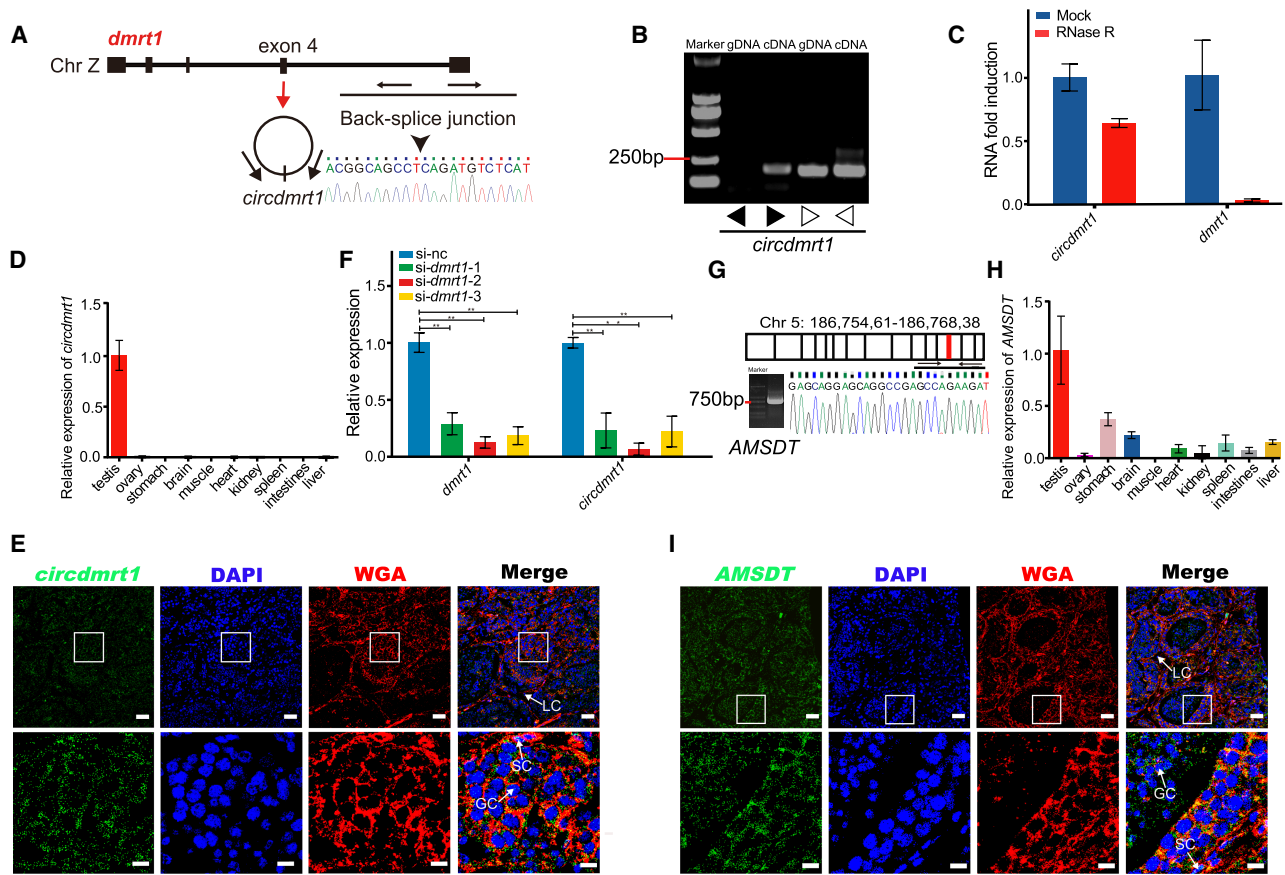 A
dmrt1
Chr Z
exon 4
Back-splice junction
ACGGCAGCCTCAGATGTCTCAT
circdmrt1
B
Marker gDNA cDNA gDNA cDNA
250bp
circdmrt1
C
Mock
RNase R
RNA fold induction
1.0
0.5
0.0
circdmrt1
dmrt1
D
Relative expression of circdmrt1
1.5
1.0
0.5
0.0
testis
ovary
stomach
brain
muscle
heart
kidney
spleen
intestines
liver
F
si-nc
si-dmrt1-1
si-dmrt1-2
si-dmrt1-3
Relative expression
1.5
1.0
0.5
0.0
**
**
**
**
* *
**
dmrt1
circdmrt1
G
Chr 5: 186,754,61-186,768,38
Marker
750bp
GAGCAGGAGCAGGCCGAGCCAGAAGAT
AMSDT
H
Relative expression of AMSDT
1.5
1.0
0.5
0.0
testis
ovary
stomach
brain
muscle
heart
kidney
spleen
intestines
liver
E
circdmrt1
DAPI
WGA
Merge
LC
SC
GC
I
AMSDT
DAPI
WGA
Merge
LC
GC
SC